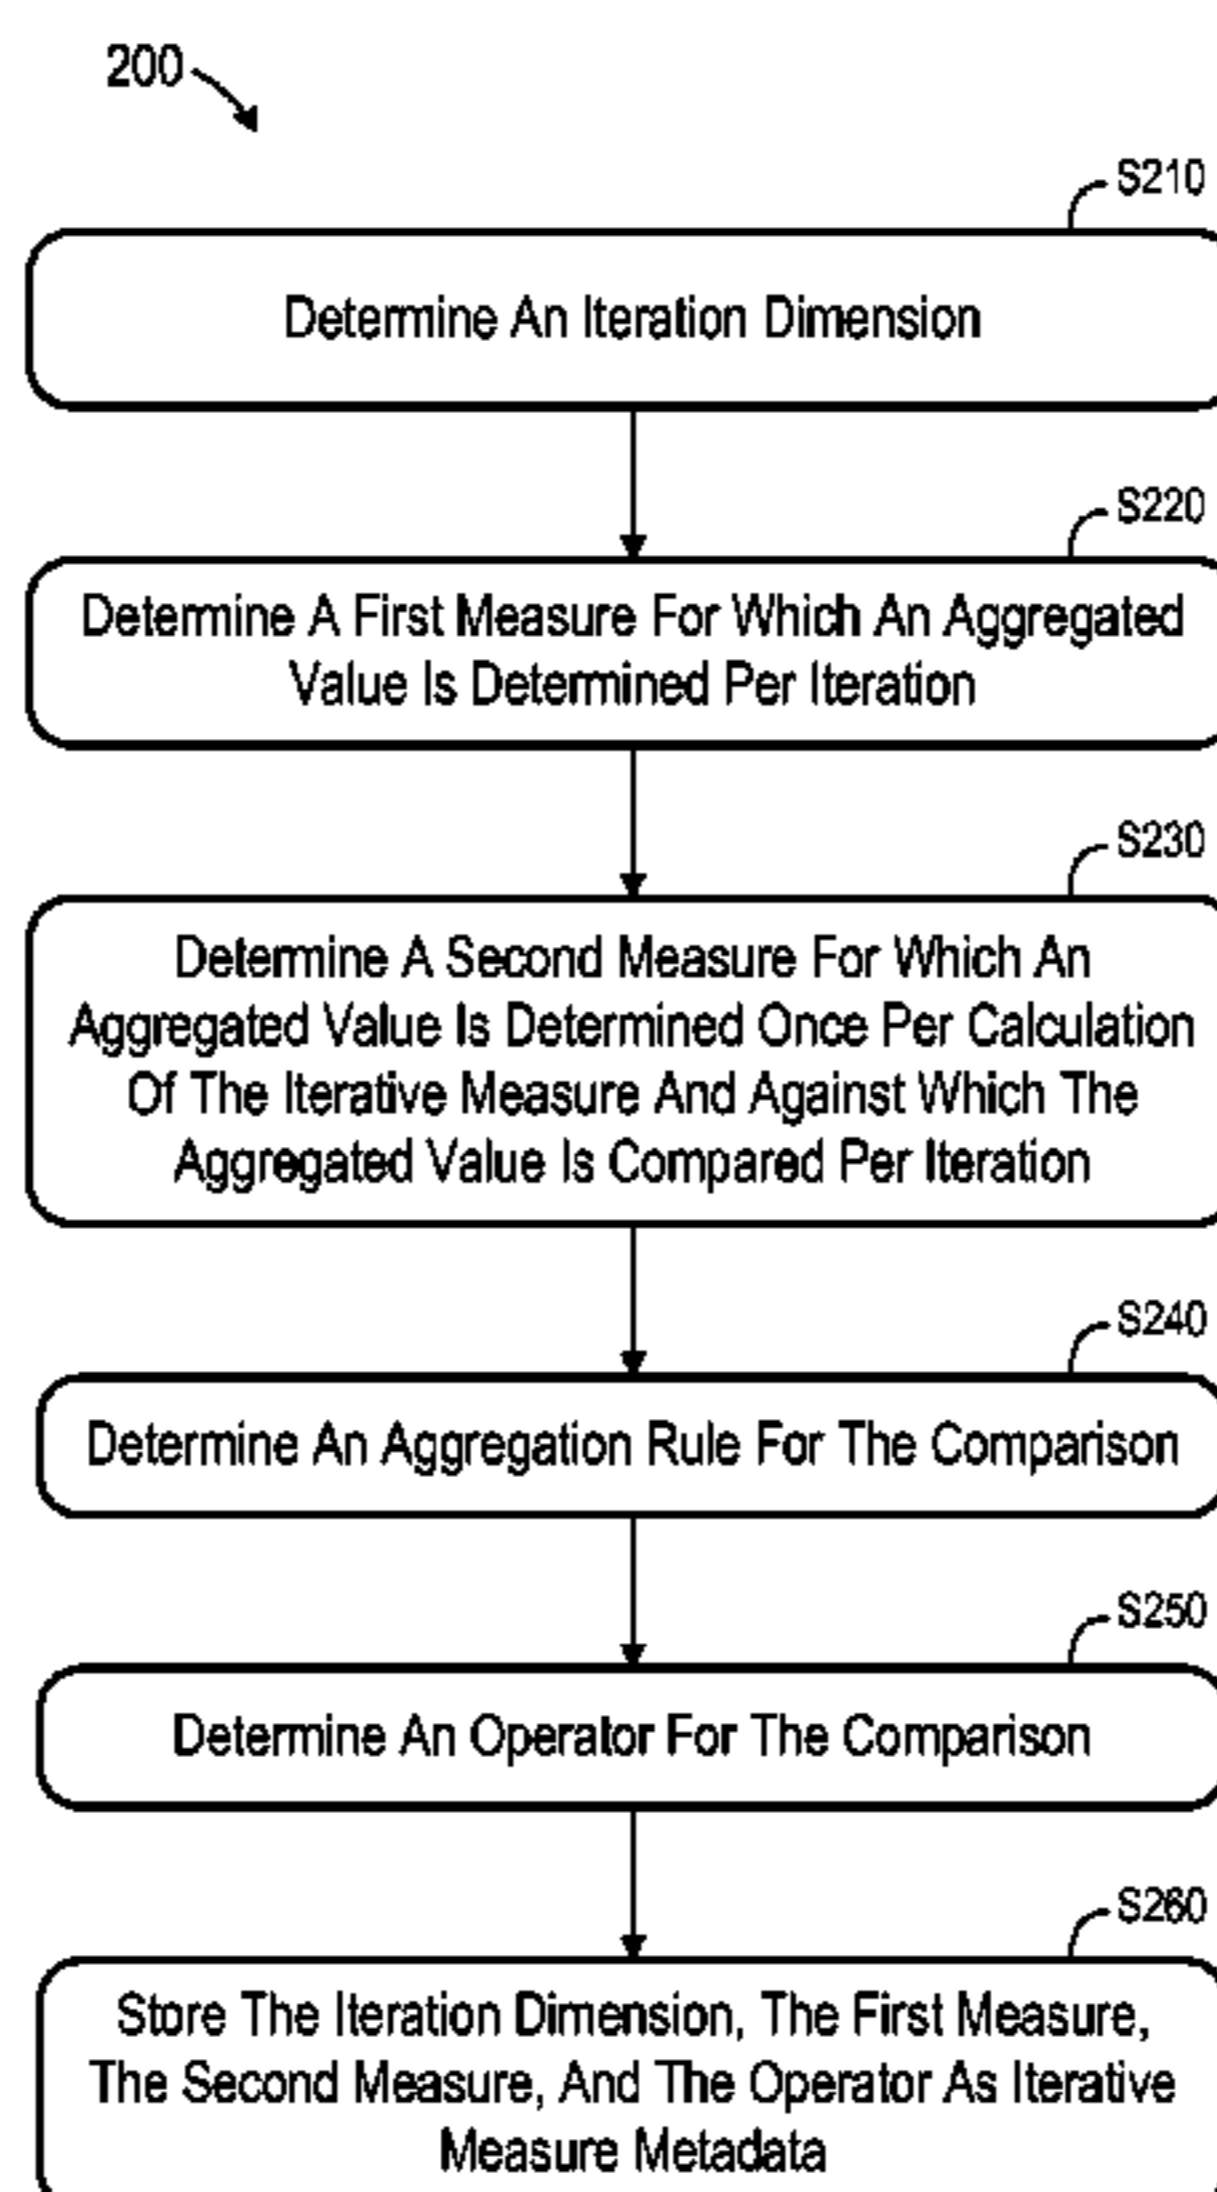 200
S210
Determine An Iteration Dimension
S220
Determine A First Measure For Which An Aggregated
Value Is Determined Per Iteration
S230
Determine A Second Measure For Which An
Aggregated Value Is Determined Once Per Calculation
Of The Iterative Measure And Against Which The
Aggregated Value Is Compared Per Iteration
S240
Determine An Aggregation Rule For The Comparison
S250
Determine An Operator For The Comparison
S260
Store The Iteration Dimension, The First Measure,
The Second Measure, And The Operator As Iterative
Measure Metadata